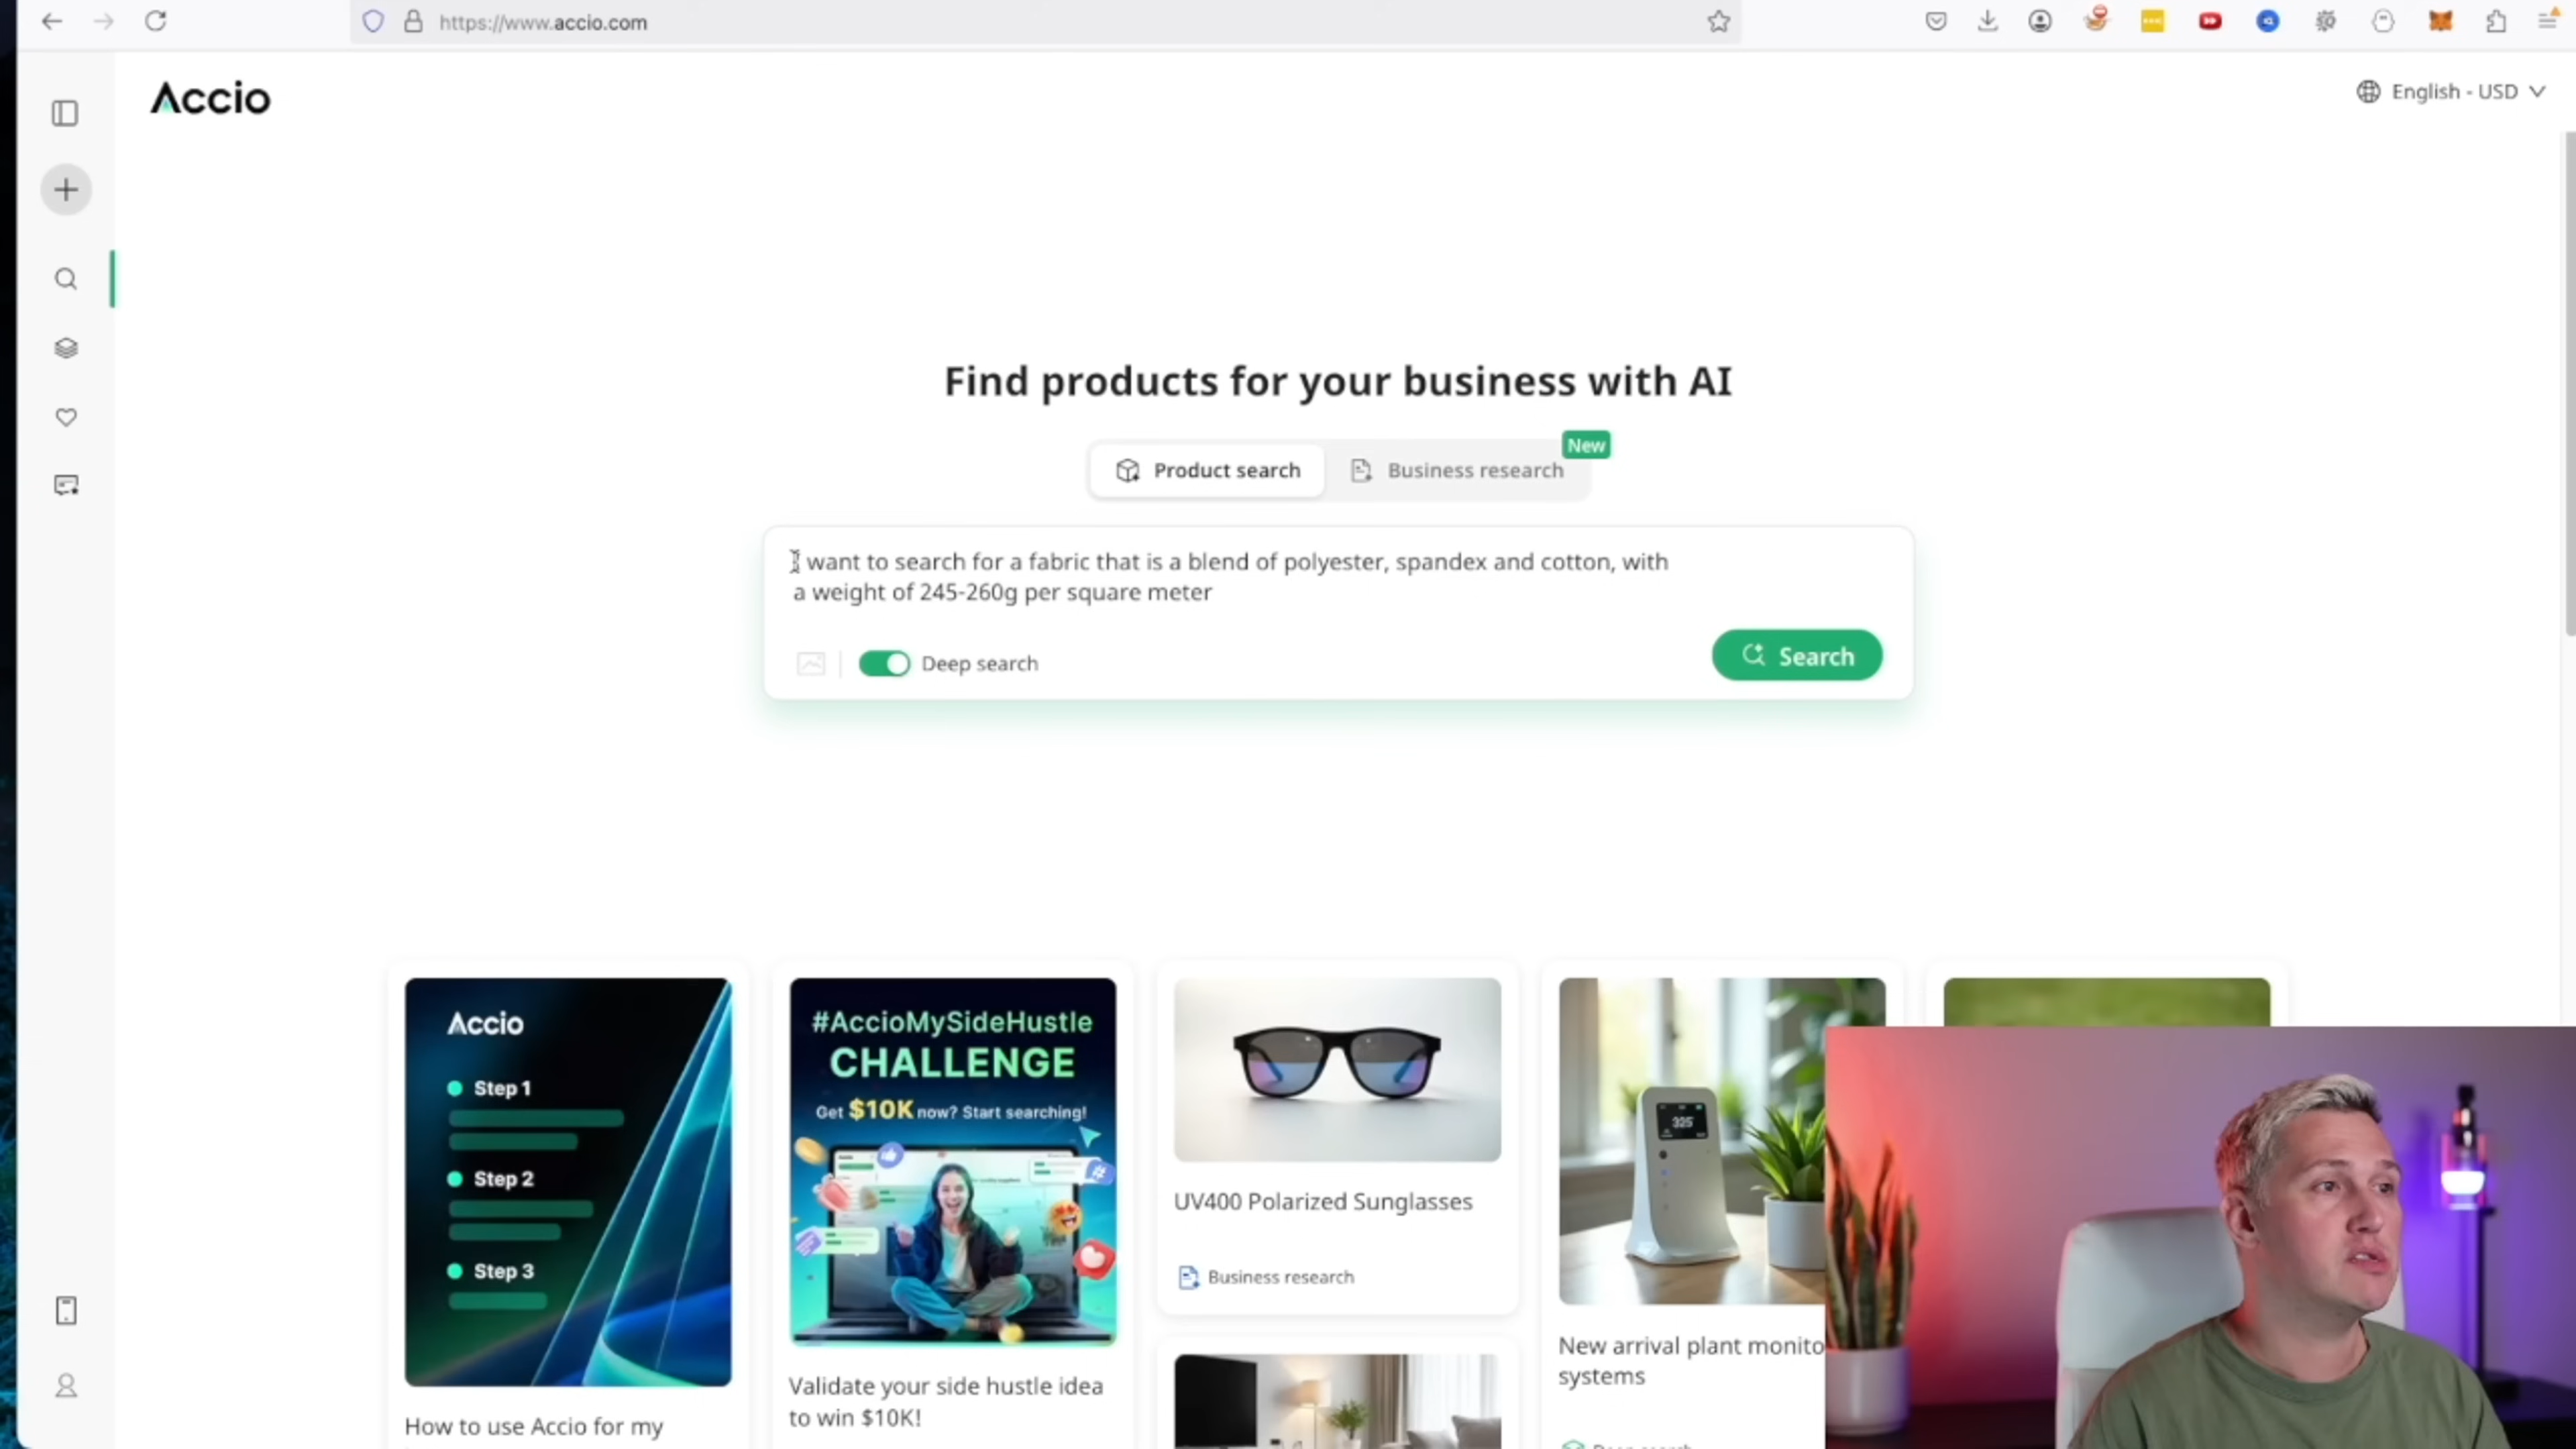 https://www.accio.com
Accio
English - USD
Find products for your business with AI
New
Product search
Business research
I want to search for a fabric that is a blend of polyester, spandex and cotton, with
a weight of 245-260g per square meter
Deep search
Search
Accio
Step 1
Step 2
Step 3
How to use Accio for my
#AccioMySideHustle
CHALLENGE
Get $10K now? Start searching!
Validate your side hustle idea
to win $10K!
UV400 Polarized Sunglasses
Business research
325
New arrival plant monito
systems